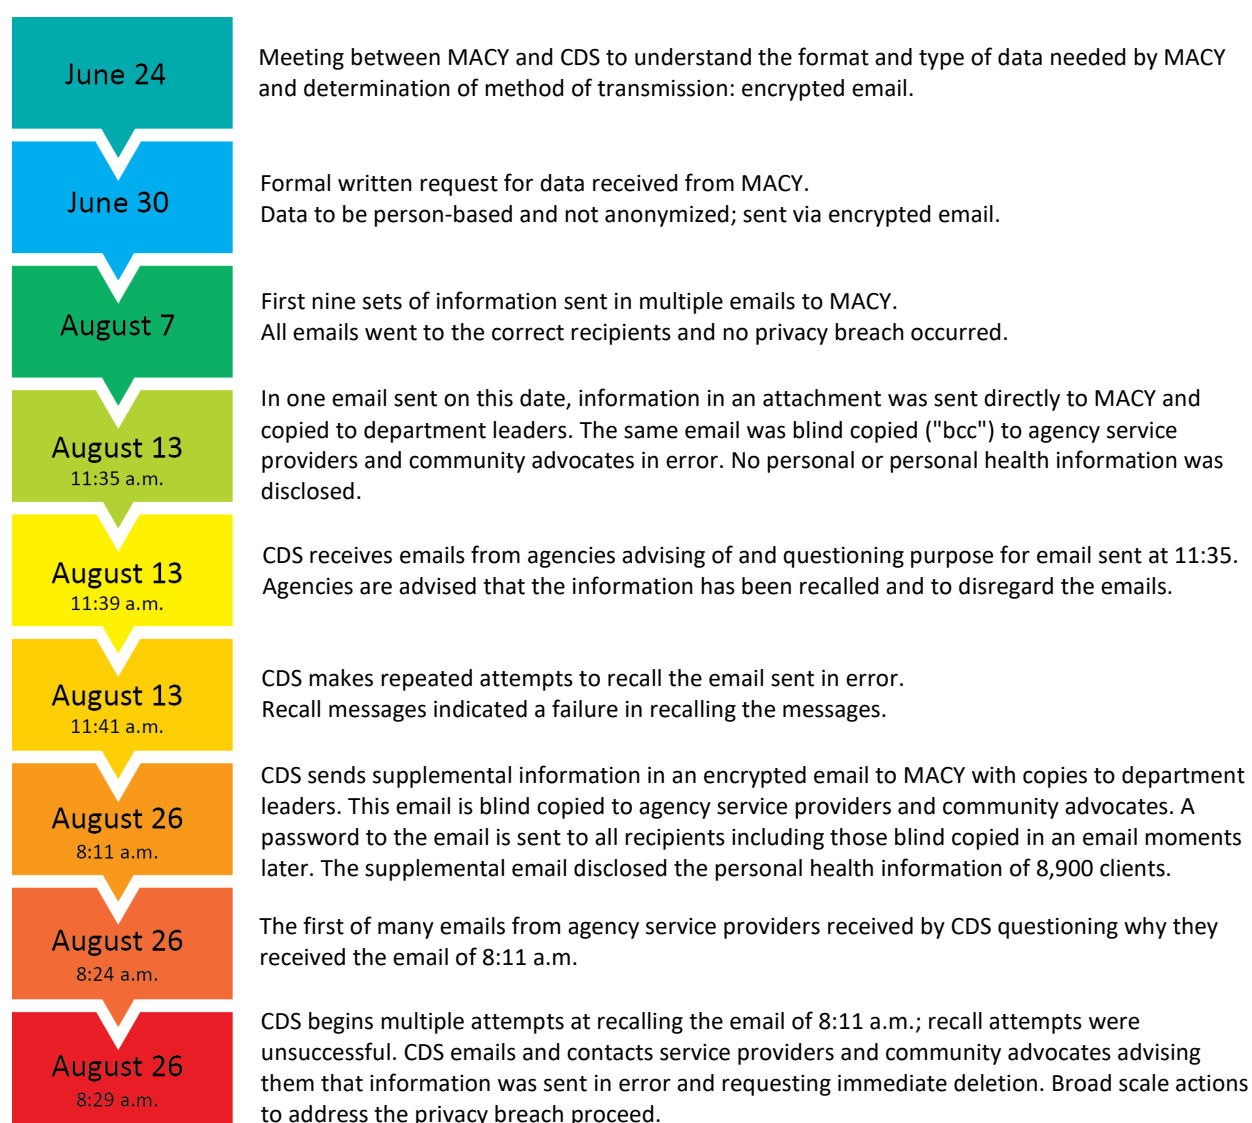 June 24
Meeting between MACY and CDS to understand the format and type of data needed by MACY
and determination of method of transmission: encrypted email.
June 30
Formal written request for data received from MACY.
Data to be person-based and not anonymized; sent via encrypted email.
August 7
First nine sets of information sent in multiple emails to MACY.
All emails went to the correct recipients and no privacy breach occurred.
August 13
11:35 a.m.
In one email sent on this date, information in an attachment was sent directly to MACY and
copied to department leaders. The same email was blind copied ("bcc") to agency service
providers and community advocates in error. No personal or personal health information was
disclosed.
August 13
11:39 a.m.
CDS receives emails from agencies advising of and questioning purpose for email sent at 11:35.
Agencies are advised that the information has been recalled and to disregard the emails.
August 13
11:41 a.m.
CDS makes repeated attempts to recall the email sent in error.
Recall messages indicated a failure in recalling the messages.
August 26
8:11 a.m.
CDS sends supplemental information in an encrypted email to MACY with copies to department
leaders. This email is blind copied to agency service providers and community advocates. A
password to the email is sent to all recipients including those blind copied in an email moments
later. The supplemental email disclosed the personal health information of 8,900 clients.
August 26
8:24 a.m.
The first of many emails from agency service providers received by CDS questioning why they
received the email of 8:11 a.m.
August 26
8:29 a.m.
CDS begins multiple attempts at recalling the email of 8:11 a.m.; recall attempts were
unsuccessful. CDS emails and contacts service providers and community advocates advising
them that information was sent in error and requesting immediate deletion. Broad scale actions
to address the privacy breach proceed.